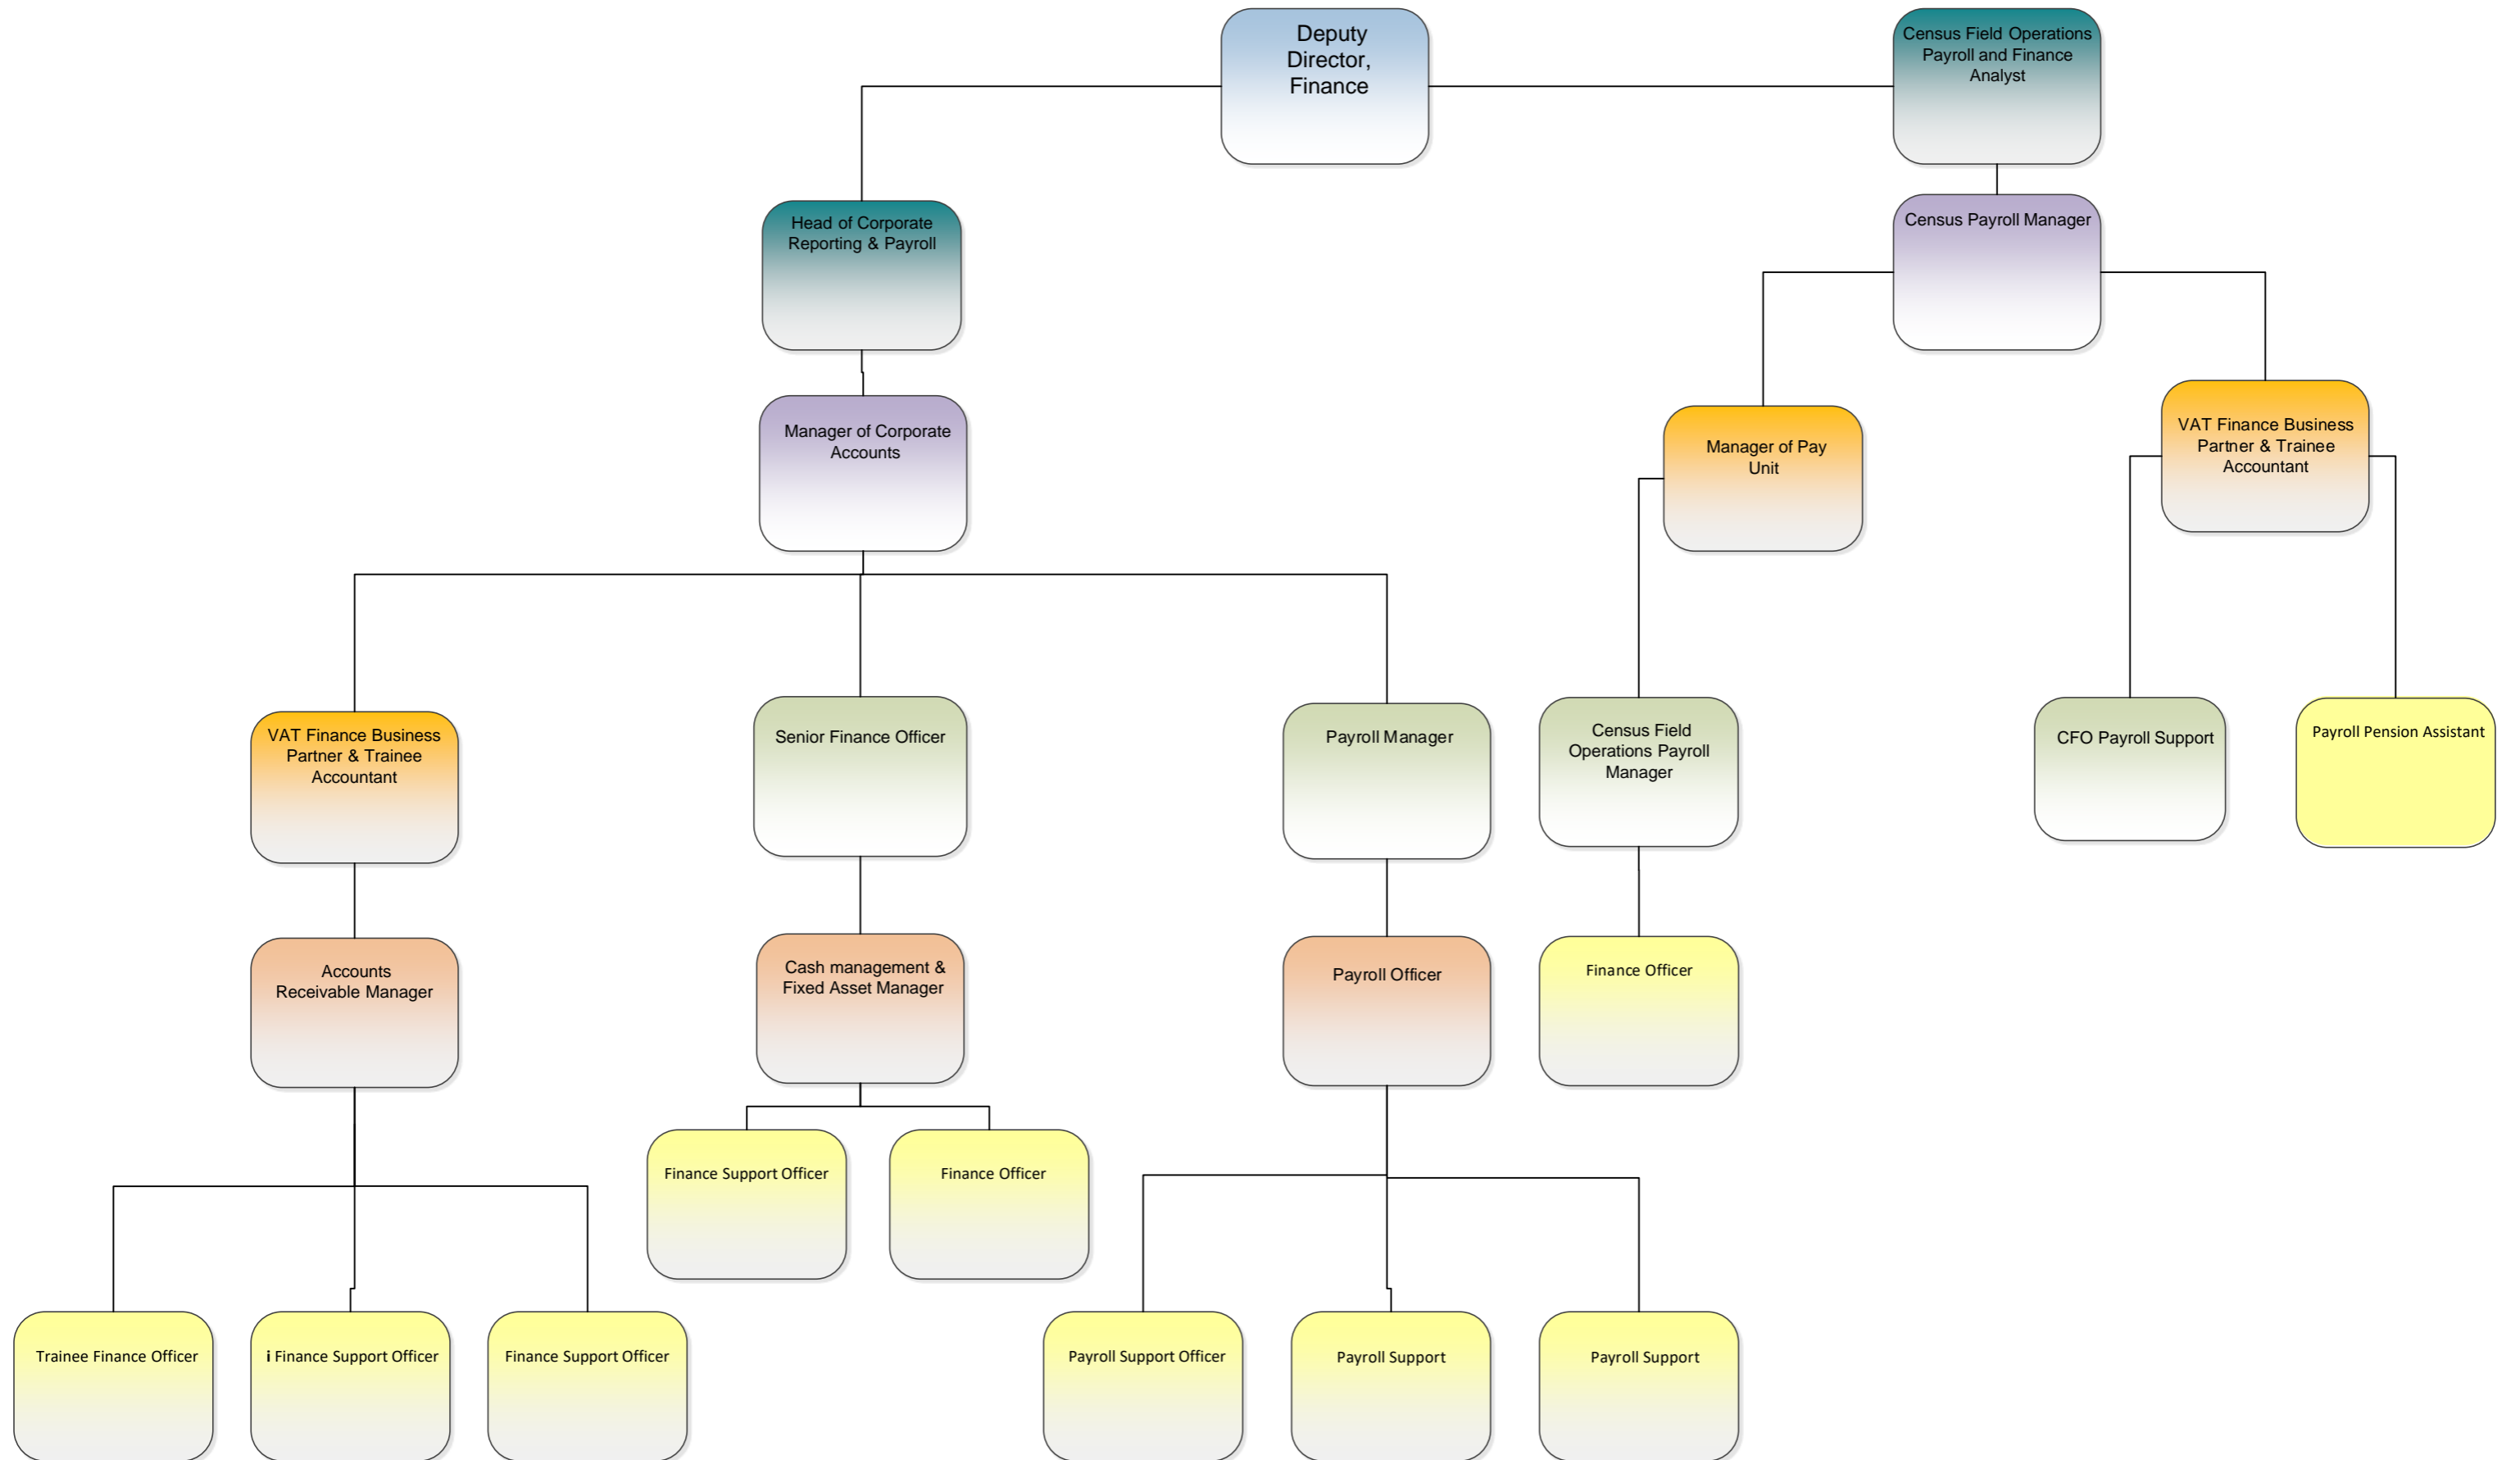 Deputy
Director,
Finance
Census Field Operations
Payroll and Finance
Analyst
Head of Corporate
Reporting & Payroll
Census Payroll Manager
Manager of Corporate
Accounts
Manager of Pay
Unit
VAT Finance Business
Partner & Trainee
Accountant
VAT Finance Business
Partner & Trainee
Accountant
Senior Finance Officer
Payroll Manager
Census Field
Operations Payroll
Manager
CFO Payroll Support
Payroll Pension Assistant
Accounts
Receivable Manager
Cash management &
Fixed Asset Manager
Payroll Officer
Finance Officer
Finance Support Officer
Finance Officer
Trainee Finance Officer
i Finance Support Officer
Finance Support Officer
Payroll Support Officer
Payroll Support
Payroll Support